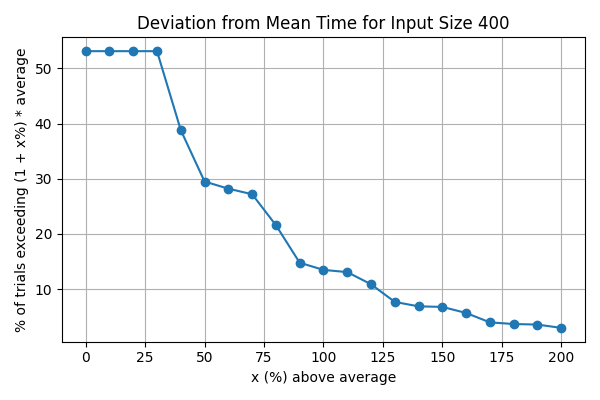 Deviation from Mean Time for Input Size 400
% of trials exceeding (1 + x%) * average
50
40
30
20
10
0 25 50 75 100 125 150 175 200
x (%) above average